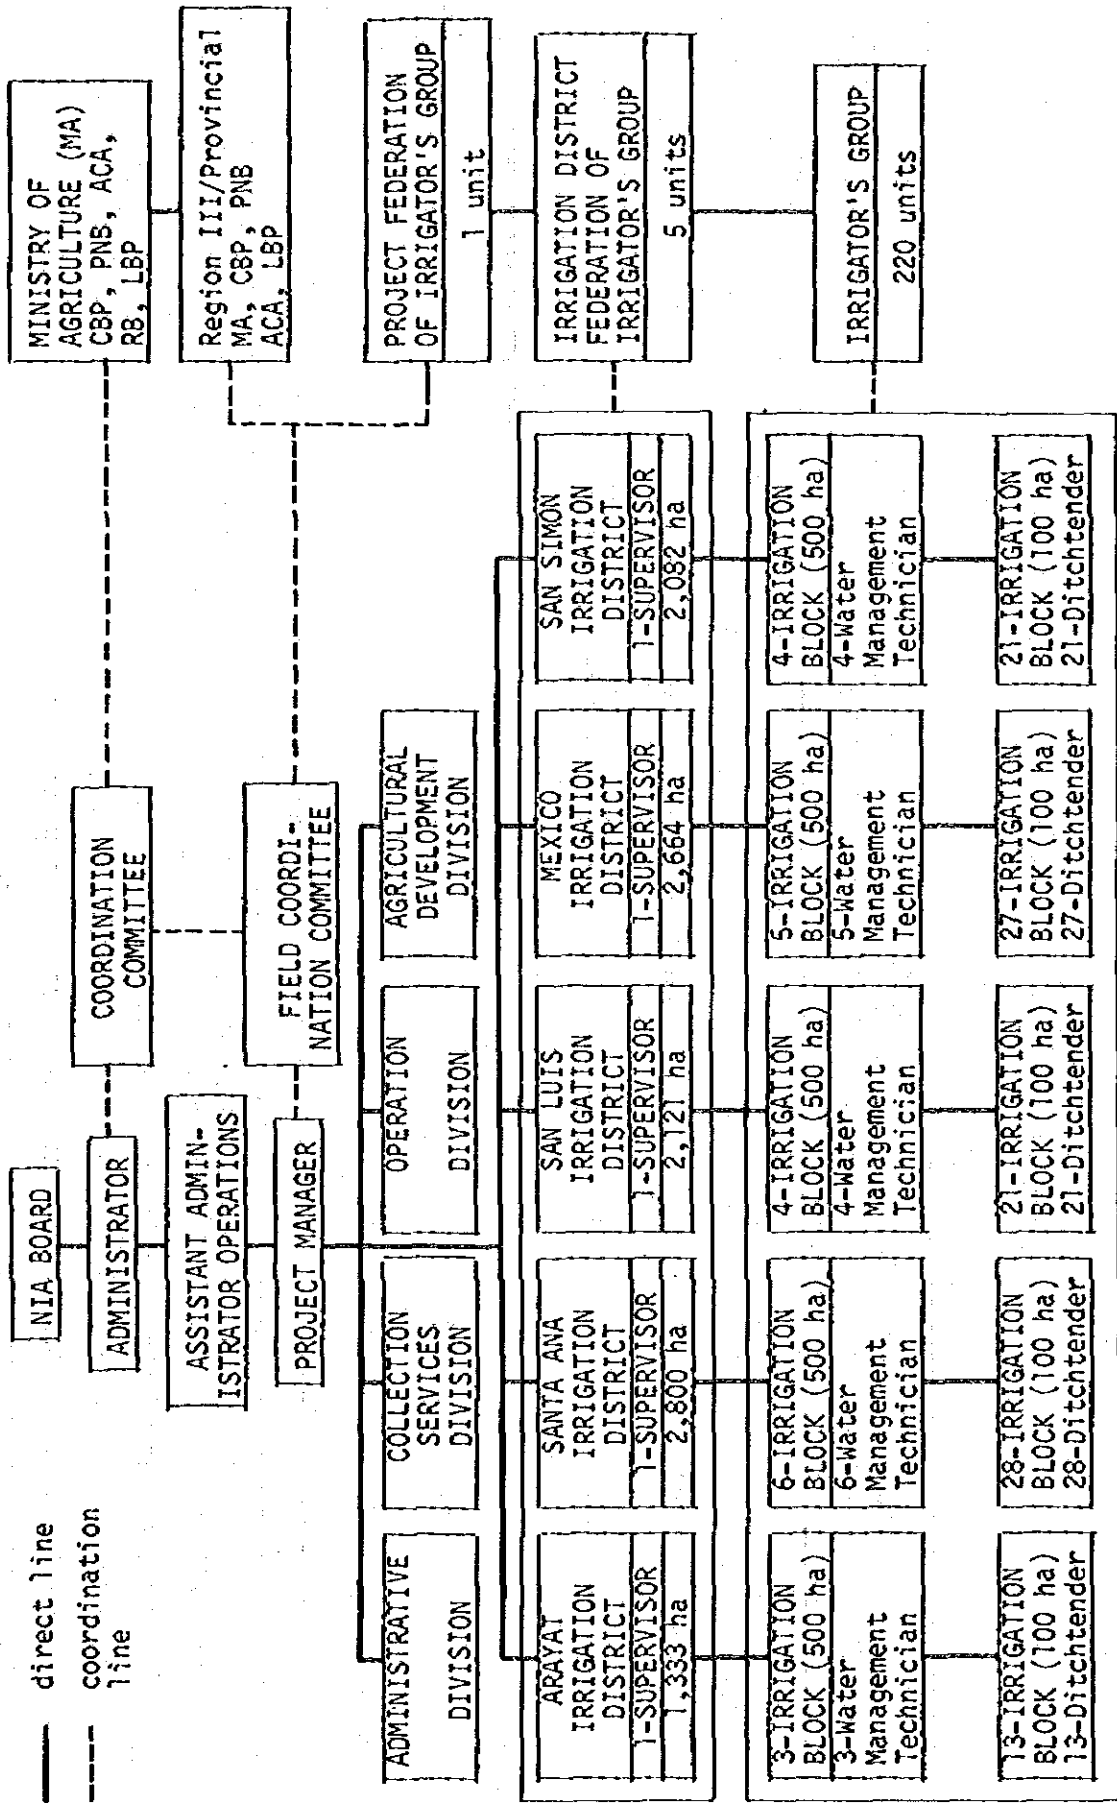 direct line
coordination
line
NIA BOARD
ADMINISTRATOR
ASSISTANT ADMIN-
ISTRATOR OPERATIONS
PROJECT MANAGER
COORDINATION
COMMITTEE
FIELD COORDI-
NATION COMMITTEE
MINISTRY OF
AGRICULTURE (MA)
CBP, PNB, ACA,
RB, LBP
Region III/Provincial
MA, CBP, PNB
ACA, LBP
PROJECT FEDERATION
OF IRRIGATOR'S GROUP
1 unit
IRRIGATION DISTRICT
FEDERATION OF
IRRIGATOR'S GROUP
5 units
IRRIGATOR'S GROUP
220 units
ADMINISTRATIVE
DIVISION
COLLECTION
SERVICES
DIVISION
OPERATION
DIVISION
AGRICULTURAL
DEVELOPMENT
DIVISION
ARAYAT
IRRIGATION
DISTRICT
1-SUPERVISOR
1,333 ha
SANTA ANA
IRRIGATION
DISTRICT
1-SUPERVISOR
2,800 ha
SAN LUIS
IRRIGATION
DISTRICT
1-SUPERVISOR
2,121 ha
MEXICO
IRRIGATION
DISTRICT
1-SUPERVISOR
2,664 ha
SAN SIMON
IRRIGATION
DISTRICT
1-SUPERVISOR
2,082 ha
3-IRRIGATION
BLOCK (500 ha)
3-Water
Management
Technician
6-IRRIGATION
BLOCK (500 ha)
6-Water
Management
Technician
4-IRRIGATION
BLOCK (500 ha)
4-Water
Management
Technician
5-IRRIGATION
BLOCK (500 ha)
5-Water
Management
Technician
4-IRRIGATION
BLOCK (500 ha)
4-Water
Management
Technician
13-IRRIGATION
BLOCK (100 ha)
13-Ditchtender
28-IRRIGATION
BLOCK (100 ha)
28-Ditchtender
21-IRRIGATION
BLOCK (100 ha)
21-Ditchtender
27-IRRIGATION
BLOCK (100 ha)
27-Ditchtender
21-IRRIGATION
BLOCK (100 ha)
21-Ditchtender